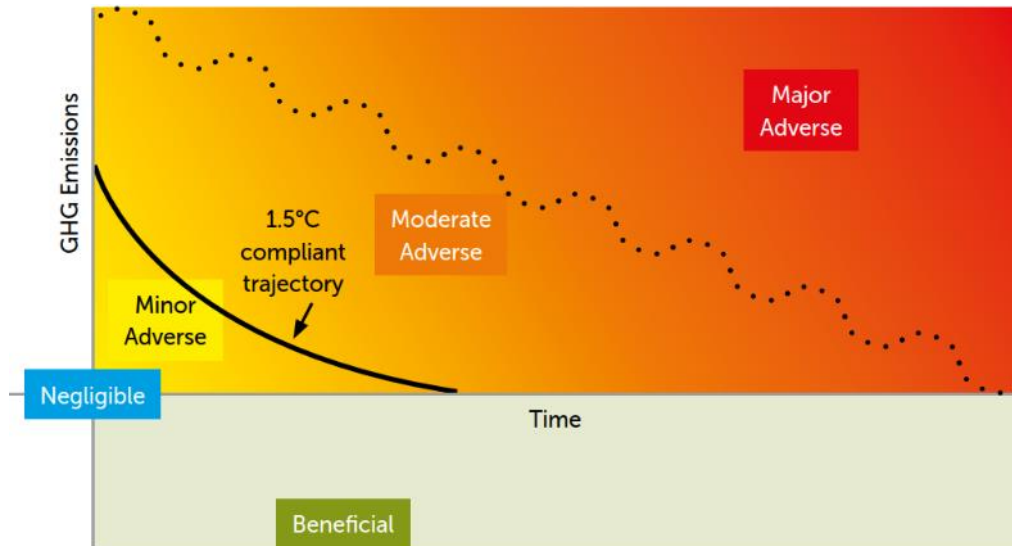 GHG Emissions
Major
Adverse
1.5°C
compliant
trajectory
Moderate
Adverse
Minor
Adverse
Negligible
Time
Beneficial